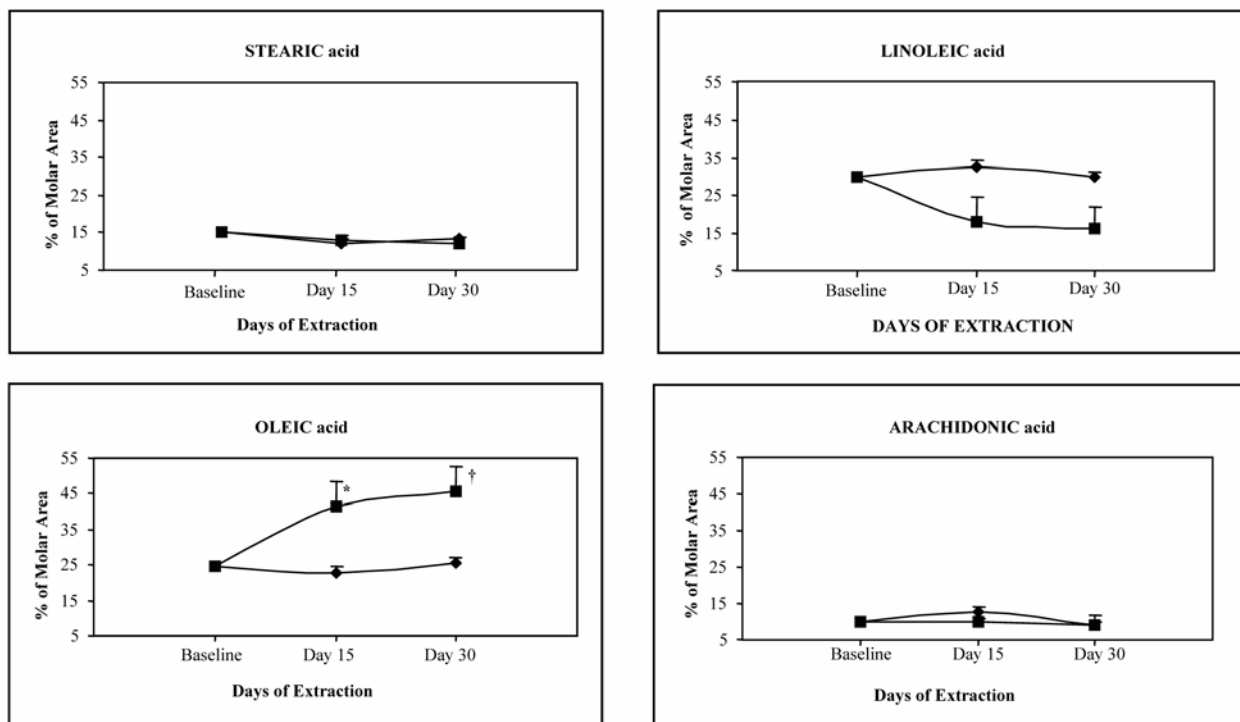 STEARIC acid
% of Molar Area
55
45
35
25
15
5
Baseline
Day 15
Day 30
Days of Extraction
LINOLEIC acid
% of Molar Area
55
45
35
25
15
5
Baseline
Day 15
Day 30
DAYS OF EXTRACTION
OLEIC acid
% of Molar Area
55
45
35
25
15
5
*
†
Baseline
Day 15
Day 30
Days of Extraction
ARACHIDONIC acid
% of Molar Area
55
45
35
25
15
5
Baseline
Day 15
Day 30
Days of Extraction